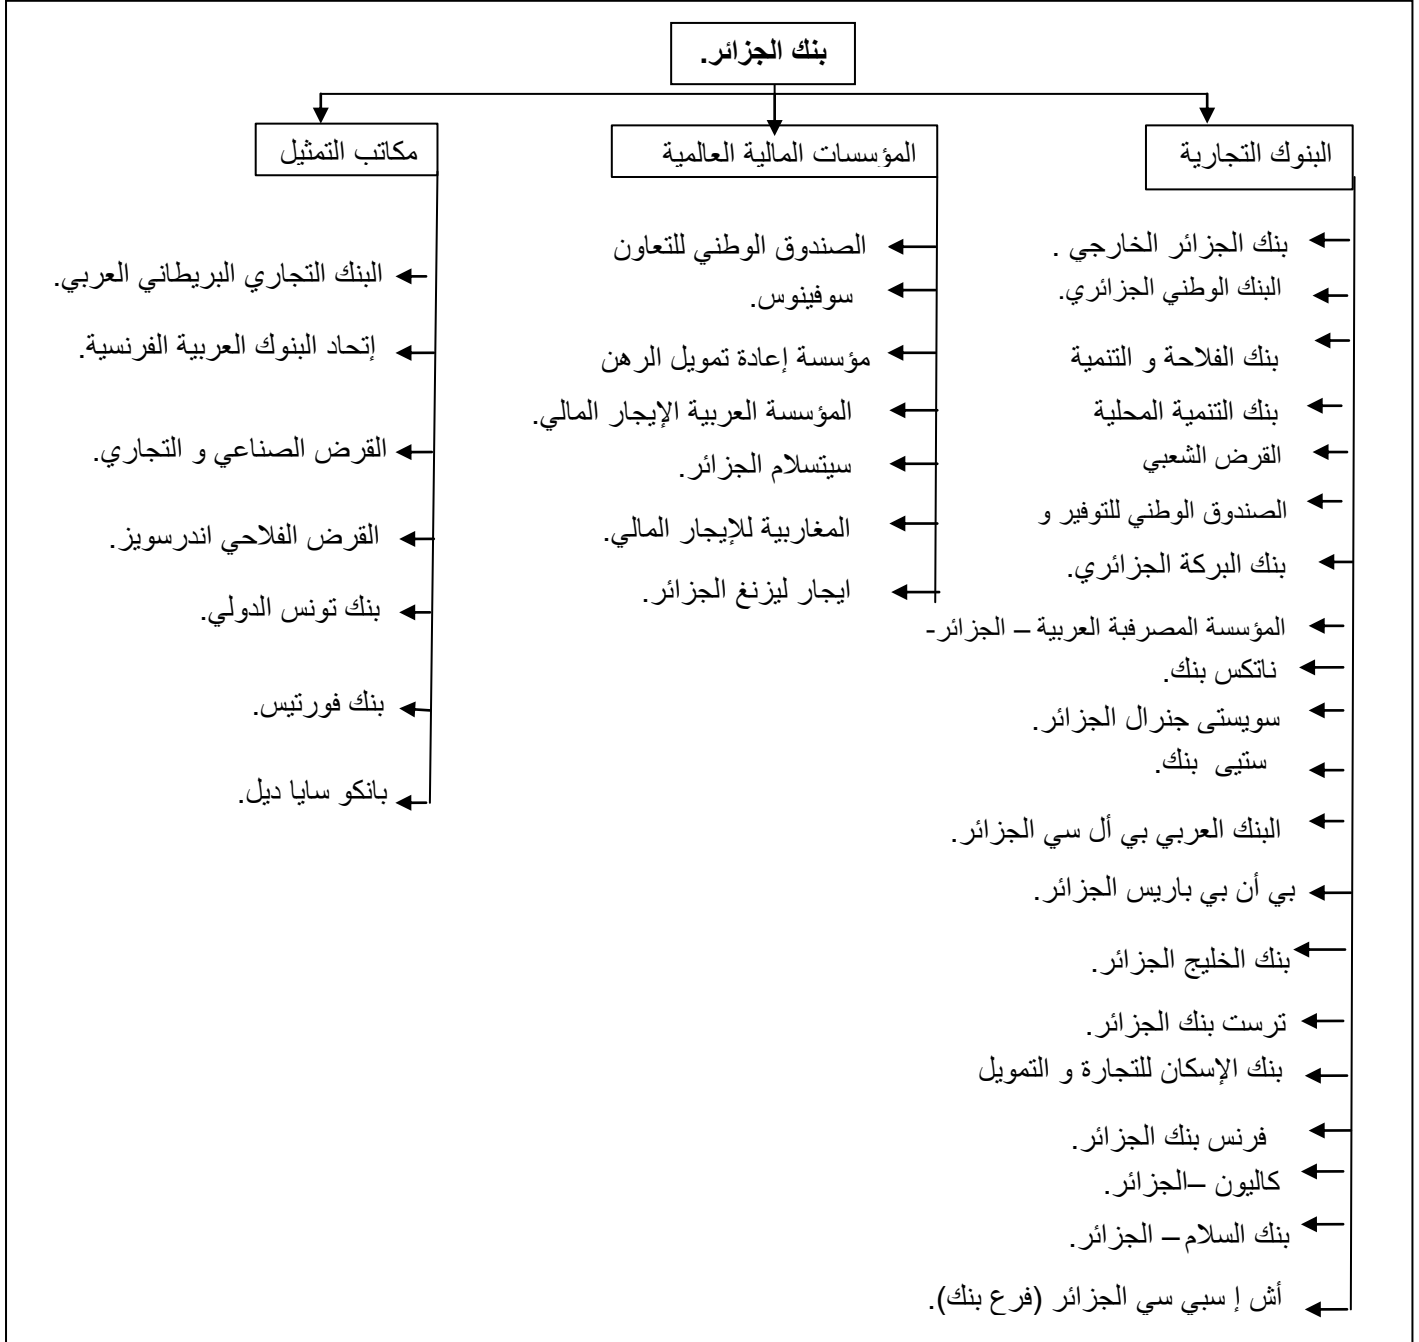 بنك الجزائر.
البنوك التجارية
المؤسسات المالية العالمية
مكاتب التمثيل
بنك الجزائر الخارجي .
البنك الوطني الجزائري.
بنك الفلاحة و التنمية
بنك التنمية المحلية
القرض الشعبي
الصندوق الوطني للتوفير و
بنك البركة الجزائري.
المؤسسة المصرفبة العربية – الجزائر-
ناتكس بنك.
سويستى جنرال الجزائر.
ستيى بنك.
البنك العربي بي أل سي الجزائر.
بي أن بي باريس الجزائر.
بنك الخليج الجزائر.
ترست بنك الجزائر.
بنك الإسكان للتجارة و التمويل
فرنس بنك الجزائر.
كاليون –الجزائر.
بنك السلام – الجزائر.
أش إ سبي سي الجزائر (فرع بنك).
الصندوق الوطني للتعاون
سوفينوس.
مؤسسة إعادة تمويل الرهن
المؤسسة العربية الإيجار المالي.
سيتسلام الجزائر.
المغاربية للإيجار المالي.
ايجار ليزنغ الجزائر.
البنك التجاري البريطاني العربي.
إتحاد البنوك العربية الفرنسية.
القرض الصناعي و التجاري.
القرض الفلاحي اندرسويز.
بنك تونس الدولي.
بنك فورتيس.
بانكو سايا ديل.